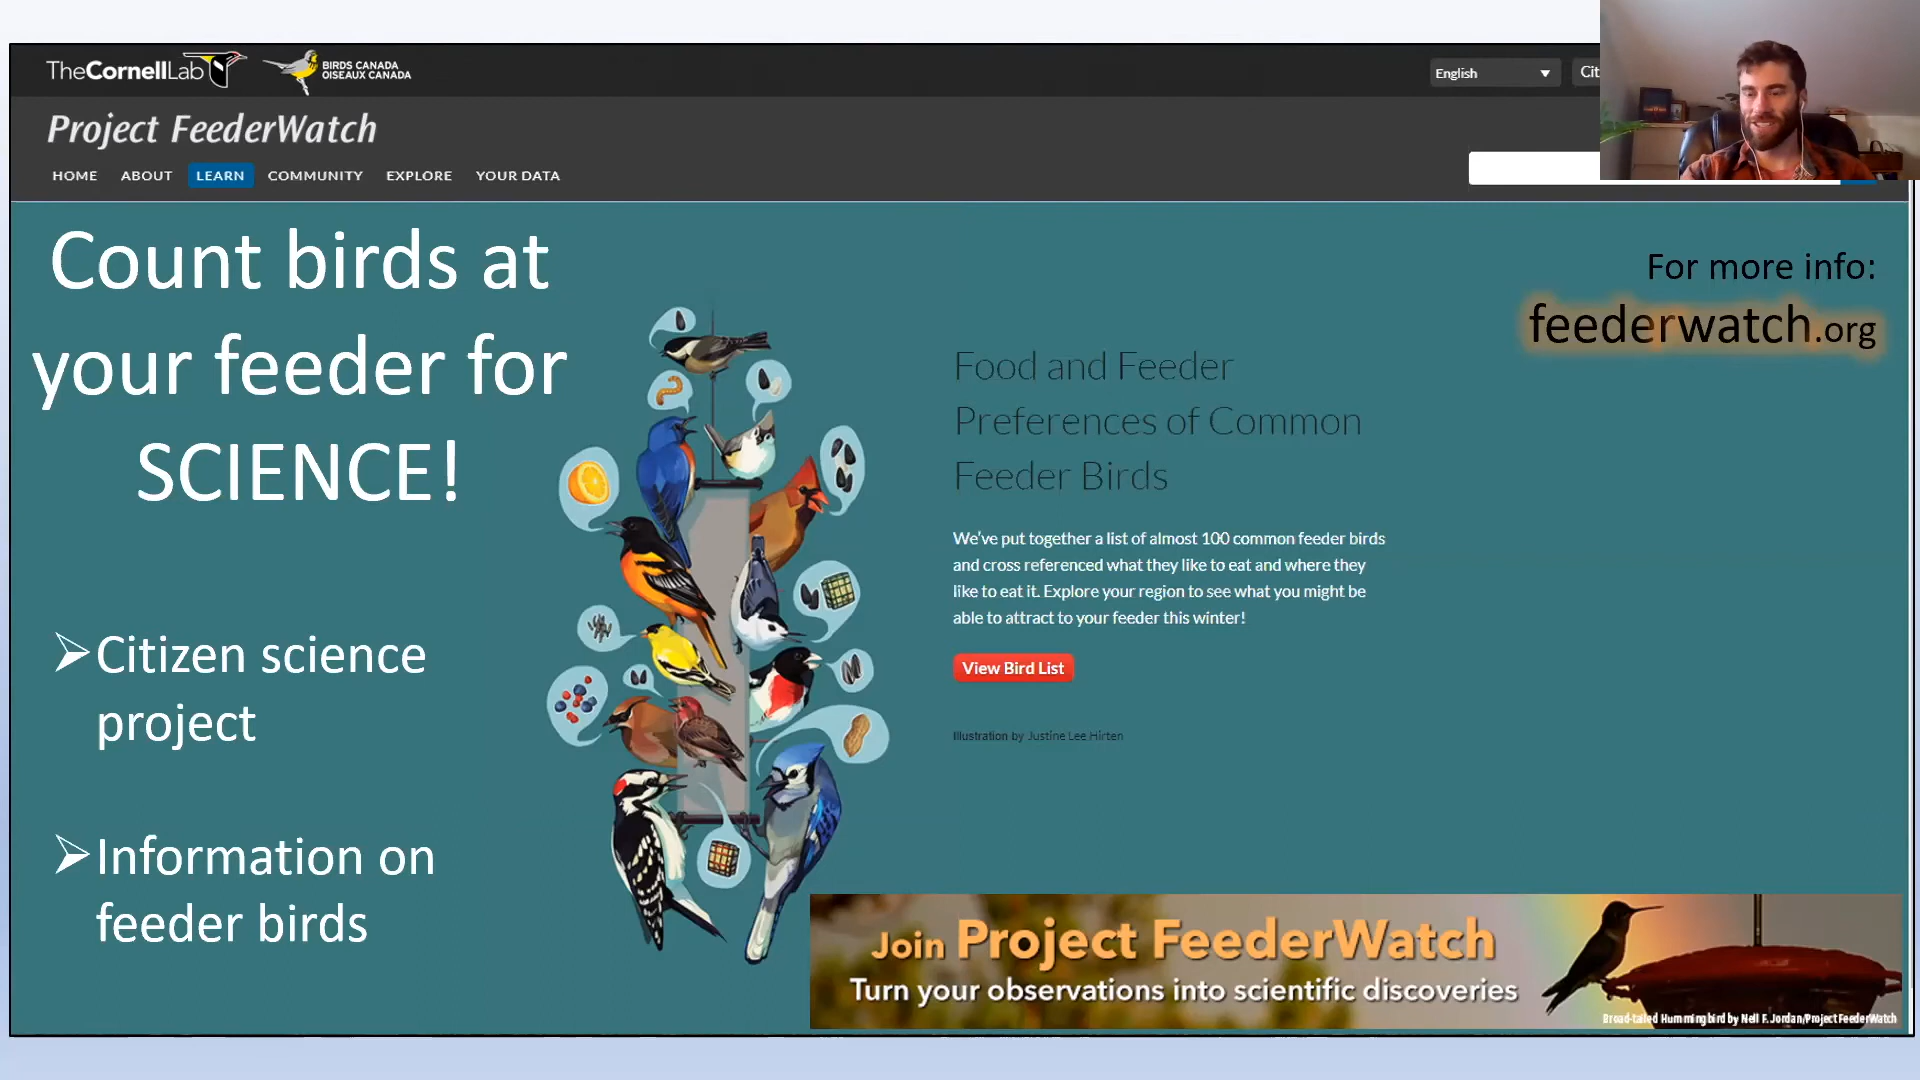 TheCornellLab
BIRDS CANADA
OISEAUX CANADA
English
Cit
Project FeederWatch
HOME
ABOUT
LEARN
COMMUNITY
EXPLORE
YOUR DATA
Count birds at
your feeder for
SCIENCE!
➢Citizen science
project
➢Information on
feeder birds
For more info:
feederwatch.org
Food and Feeder
Preferences of Common
Feeder Birds
We've put together a list of almost 100 common feeder birds
and cross referenced what they like to eat and where they
like to eat it. Explore your region to see what you might be
able to attract to your feeder this winter!
View Bird List
Illustration by Justine Lee Hirten
Join Project FeederWatch
Turn your observations into scientific discoveries
Broad-tailed Hummingbird by Nell F. Jordan/Project FeederWatch